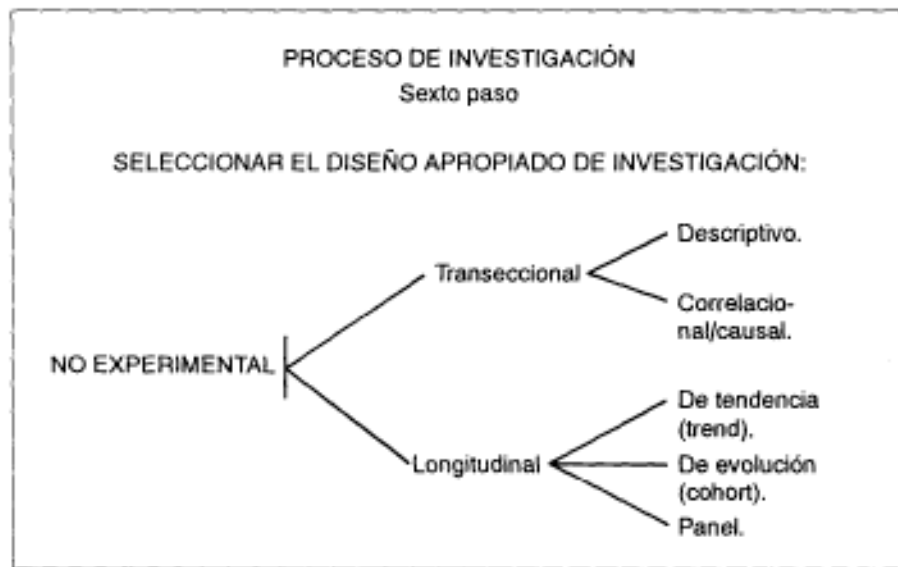 PROCESO DE INVESTIGACIÓN
Sexto paso
SELECCIONAR EL DISEÑO APROPIADO DE INVESTIGACIÓN:
Descriptivo.
Transeccional
Correlacio-
nal/causal.
NO EXPERIMENTAL
De tendencia
(trend).
Longitudinal
De evolución
(cohort).
Panel.